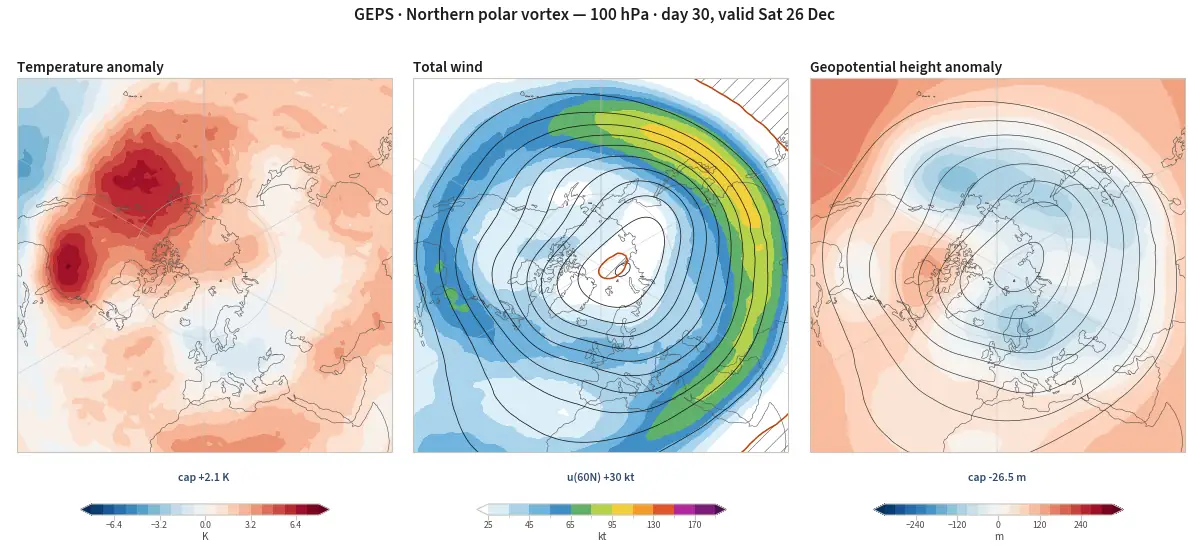 GEPS · Northern polar vortex — 100 hPa · day 30, valid Sat 26 Dec
Temperature anomaly
Total wind
Geopotential height anomaly
cap +2.1 K
u(60N) +30 kt
cap -26.5 m
-6.4 -3.2 0.0 3.2 6.4
K
25 45 65 95 130 170
kt
-240 -120 0 120 240
m